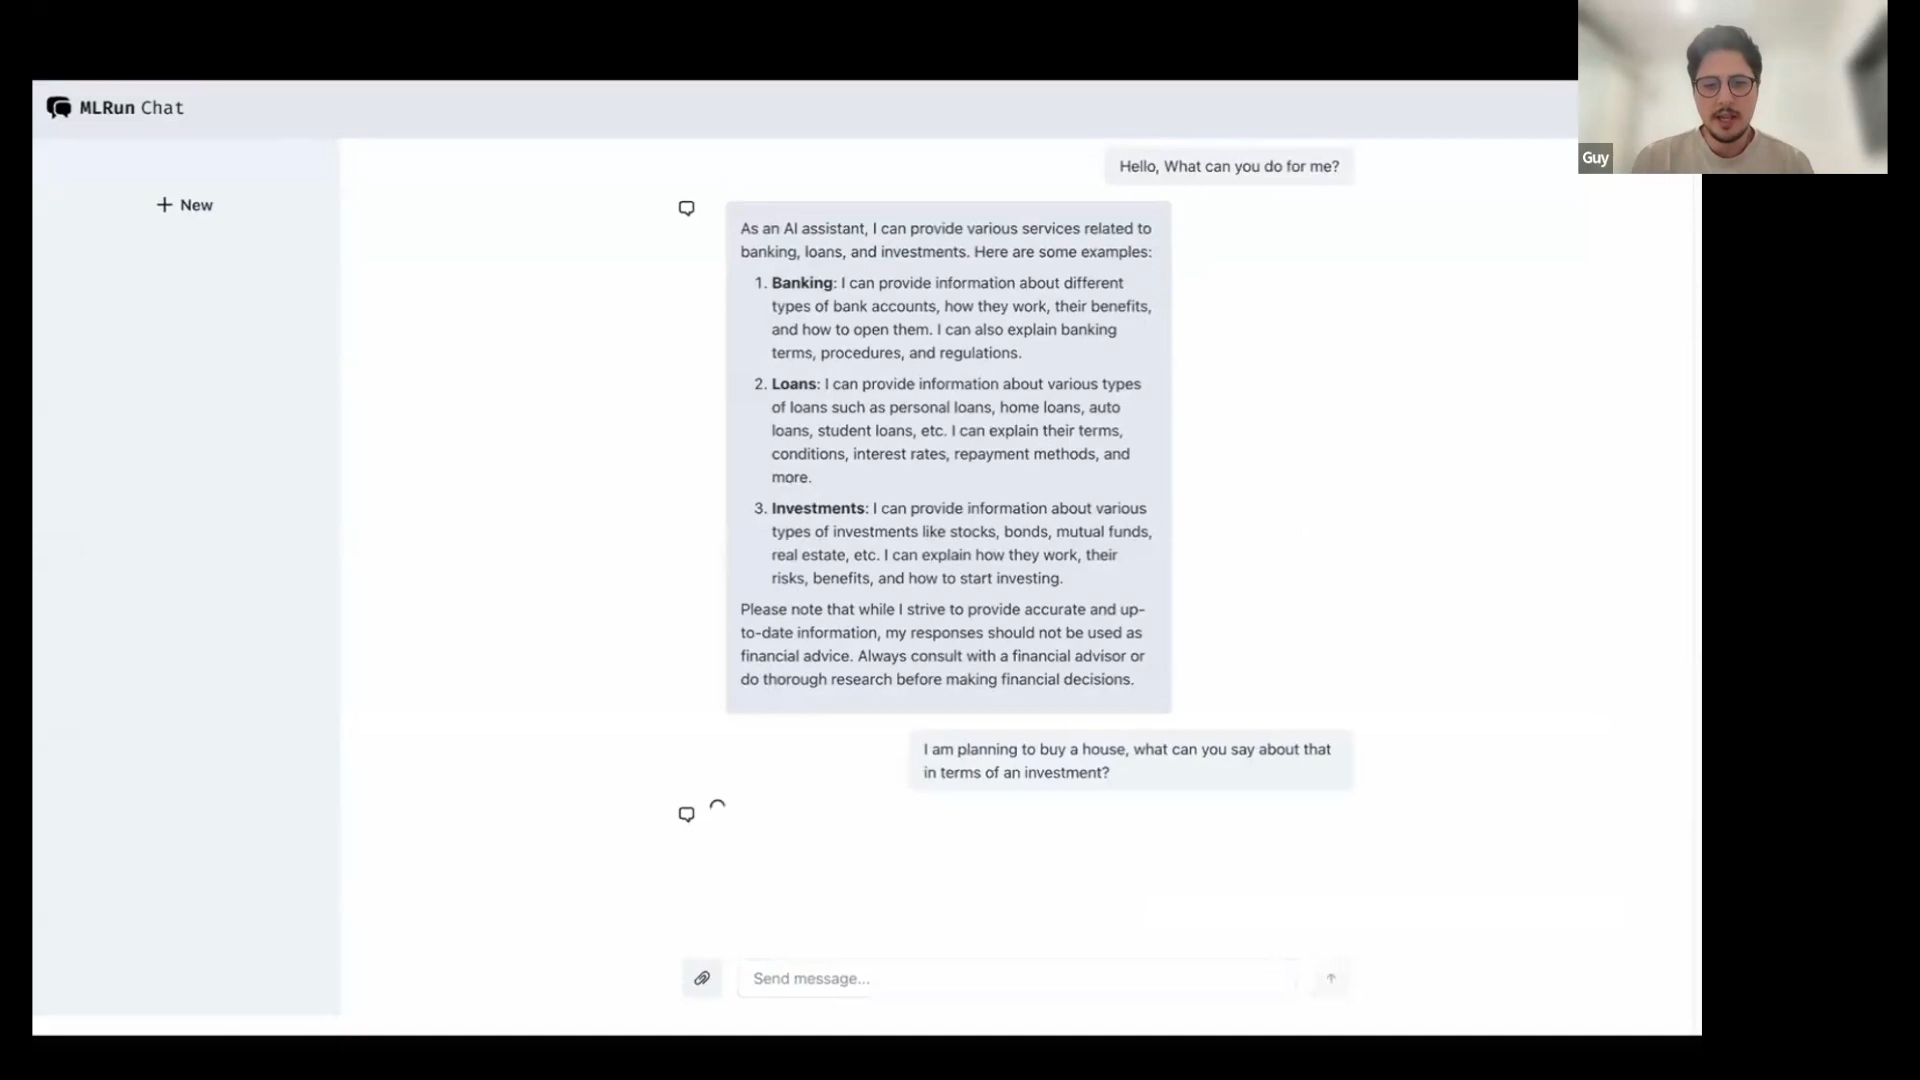 MLRun Chat
Guy
+ New
Hello, What can you do for me?
As an AI assistant, I can provide various services related to
banking, loans, and investments. Here are some examples:
1. Banking: I can provide information about different
types of bank accounts, how they work, their benefits,
and how to open them. I can also explain banking
terms, procedures, and regulations.
2. Loans: I can provide information about various types
of loans such as personal loans, home loans, auto
loans, student loans, etc. I can explain their terms,
conditions, interest rates, repayment methods, and
more.
3. Investments: I can provide information about various
types of investments like stocks, bonds, mutual funds,
real estate, etc. I can explain how they work, their
risks, benefits, and how to start investing.
Please note that while I strive to provide accurate and up-
to-date information, my responses should not be used as
financial advice. Always consult with a financial advisor or
do thorough research before making financial decisions.
I am planning to buy a house, what can you say about that
in terms of an investment?
Send message...